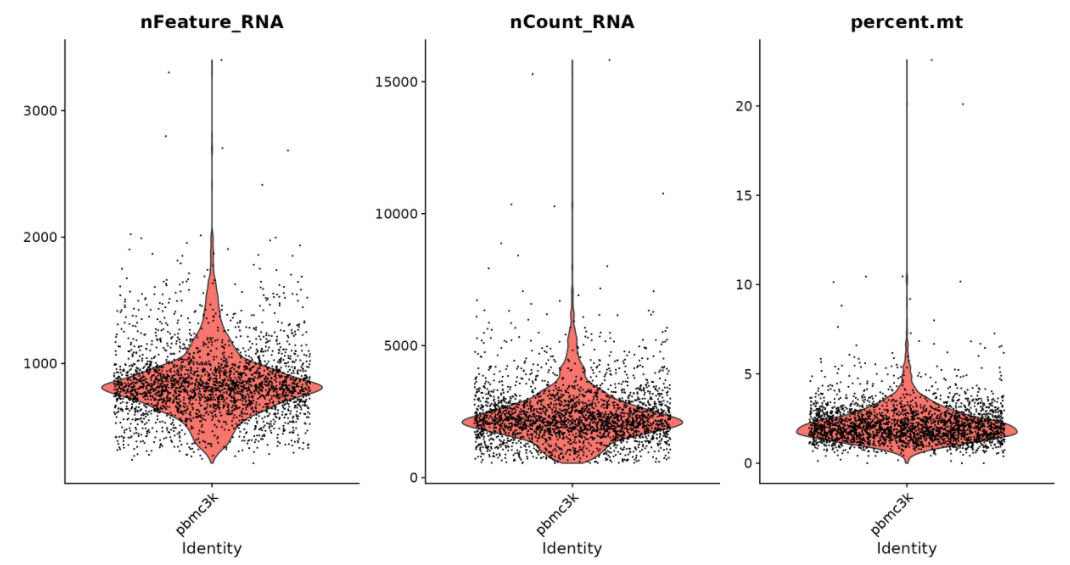 nFeature_RNA
3000
2000
1000
pbmc3k
Identity
nCount_RNA
15000
10000
5000
0
pbmc3k
Identity
percent.mt
20
15
10
5
0
pbmc3k
Identity